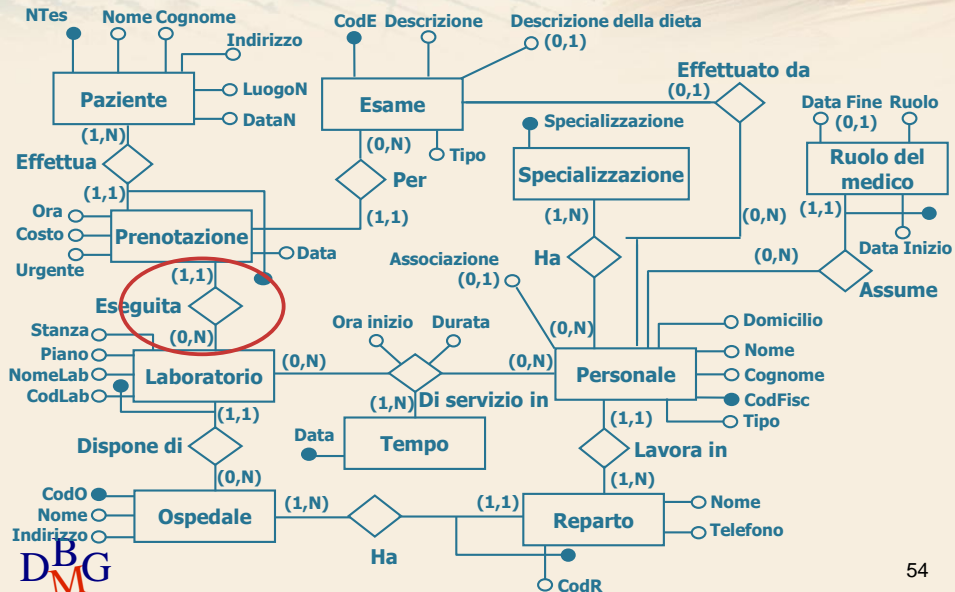 NTes
Nome Cognome
Indirizzo
Paziente
LuogoN
DataN
CodE Descrizione
Descrizione della dieta
(0,1)
Esame
Tipo
Effettuato da
(0,1)
Data Fine Ruolo
(0,1)
Ruolo del
medico
(1,N)
Effettua
(1,1)
(0,N)
Per
(1,1)
Specializzazione
Specializzazione
(1,N)
Ha
(0,N)
(0,N)
(1,1)
Data Inizio
(0,N)
Assume
Ora
Costo
Urgente
Prenotazione
Data
(1,1)
Eseguita
(0,N)
Associazione
(0,1)
Stanza
Piano
NomeLab
CodLab
Laboratorio
(0,N)
Ora inizio Durata
(0,N)
(1,N)
Di servizio in
Data
Tempo
Personale
Domicilio
Nome
Cognome
CodFisc
Tipo
(1,1)
Dispone di
(0,N)
(1,1)
Lavora in
(1,N)
CodO
Nome
Indirizzo
Ospedale
(1,N)
Ha
(1,1)
Reparto
Nome
Telefono
CodR
DBMG
54